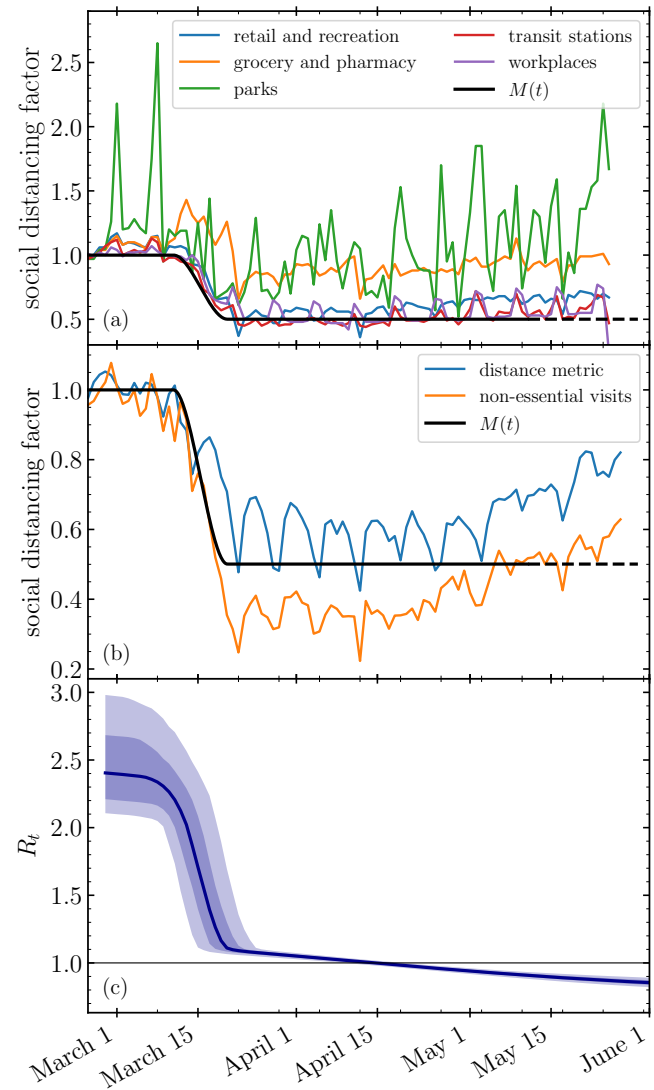 social distancing factor
2.5
2.0
1.5
1.0
0.5
retail and recreation
grocery and pharmacy
parks
transit stations
workplaces
M(t)
(a)
social distancing factor
1.0
0.8
0.6
0.4
0.2
distance metric
non-essential visits
M(t)
(b)
R_t
3.0
2.5
2.0
1.5
1.0
(c)
March 1
March 15
April 1
April 15
May 1
May 15
June 1